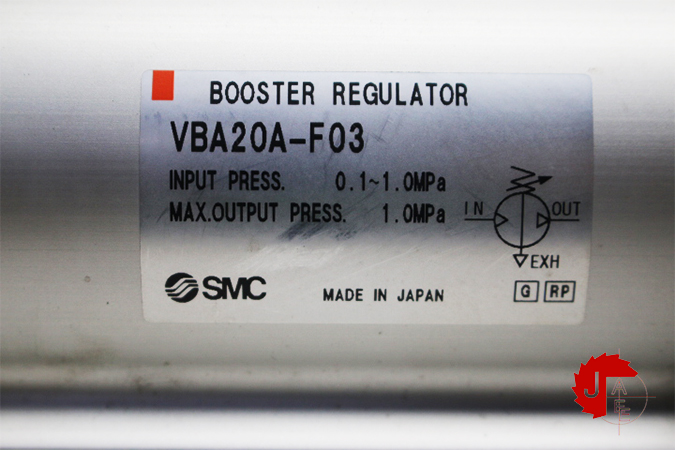 BOOSTER REGULATOR
VBA20A-F03
INPUT PRESS. 0.1~1.0MPa
MAX.OUTPUT PRESS. 1.0MPa
IN OUT
EXH
SMC
MADE IN JAPAN
G RP